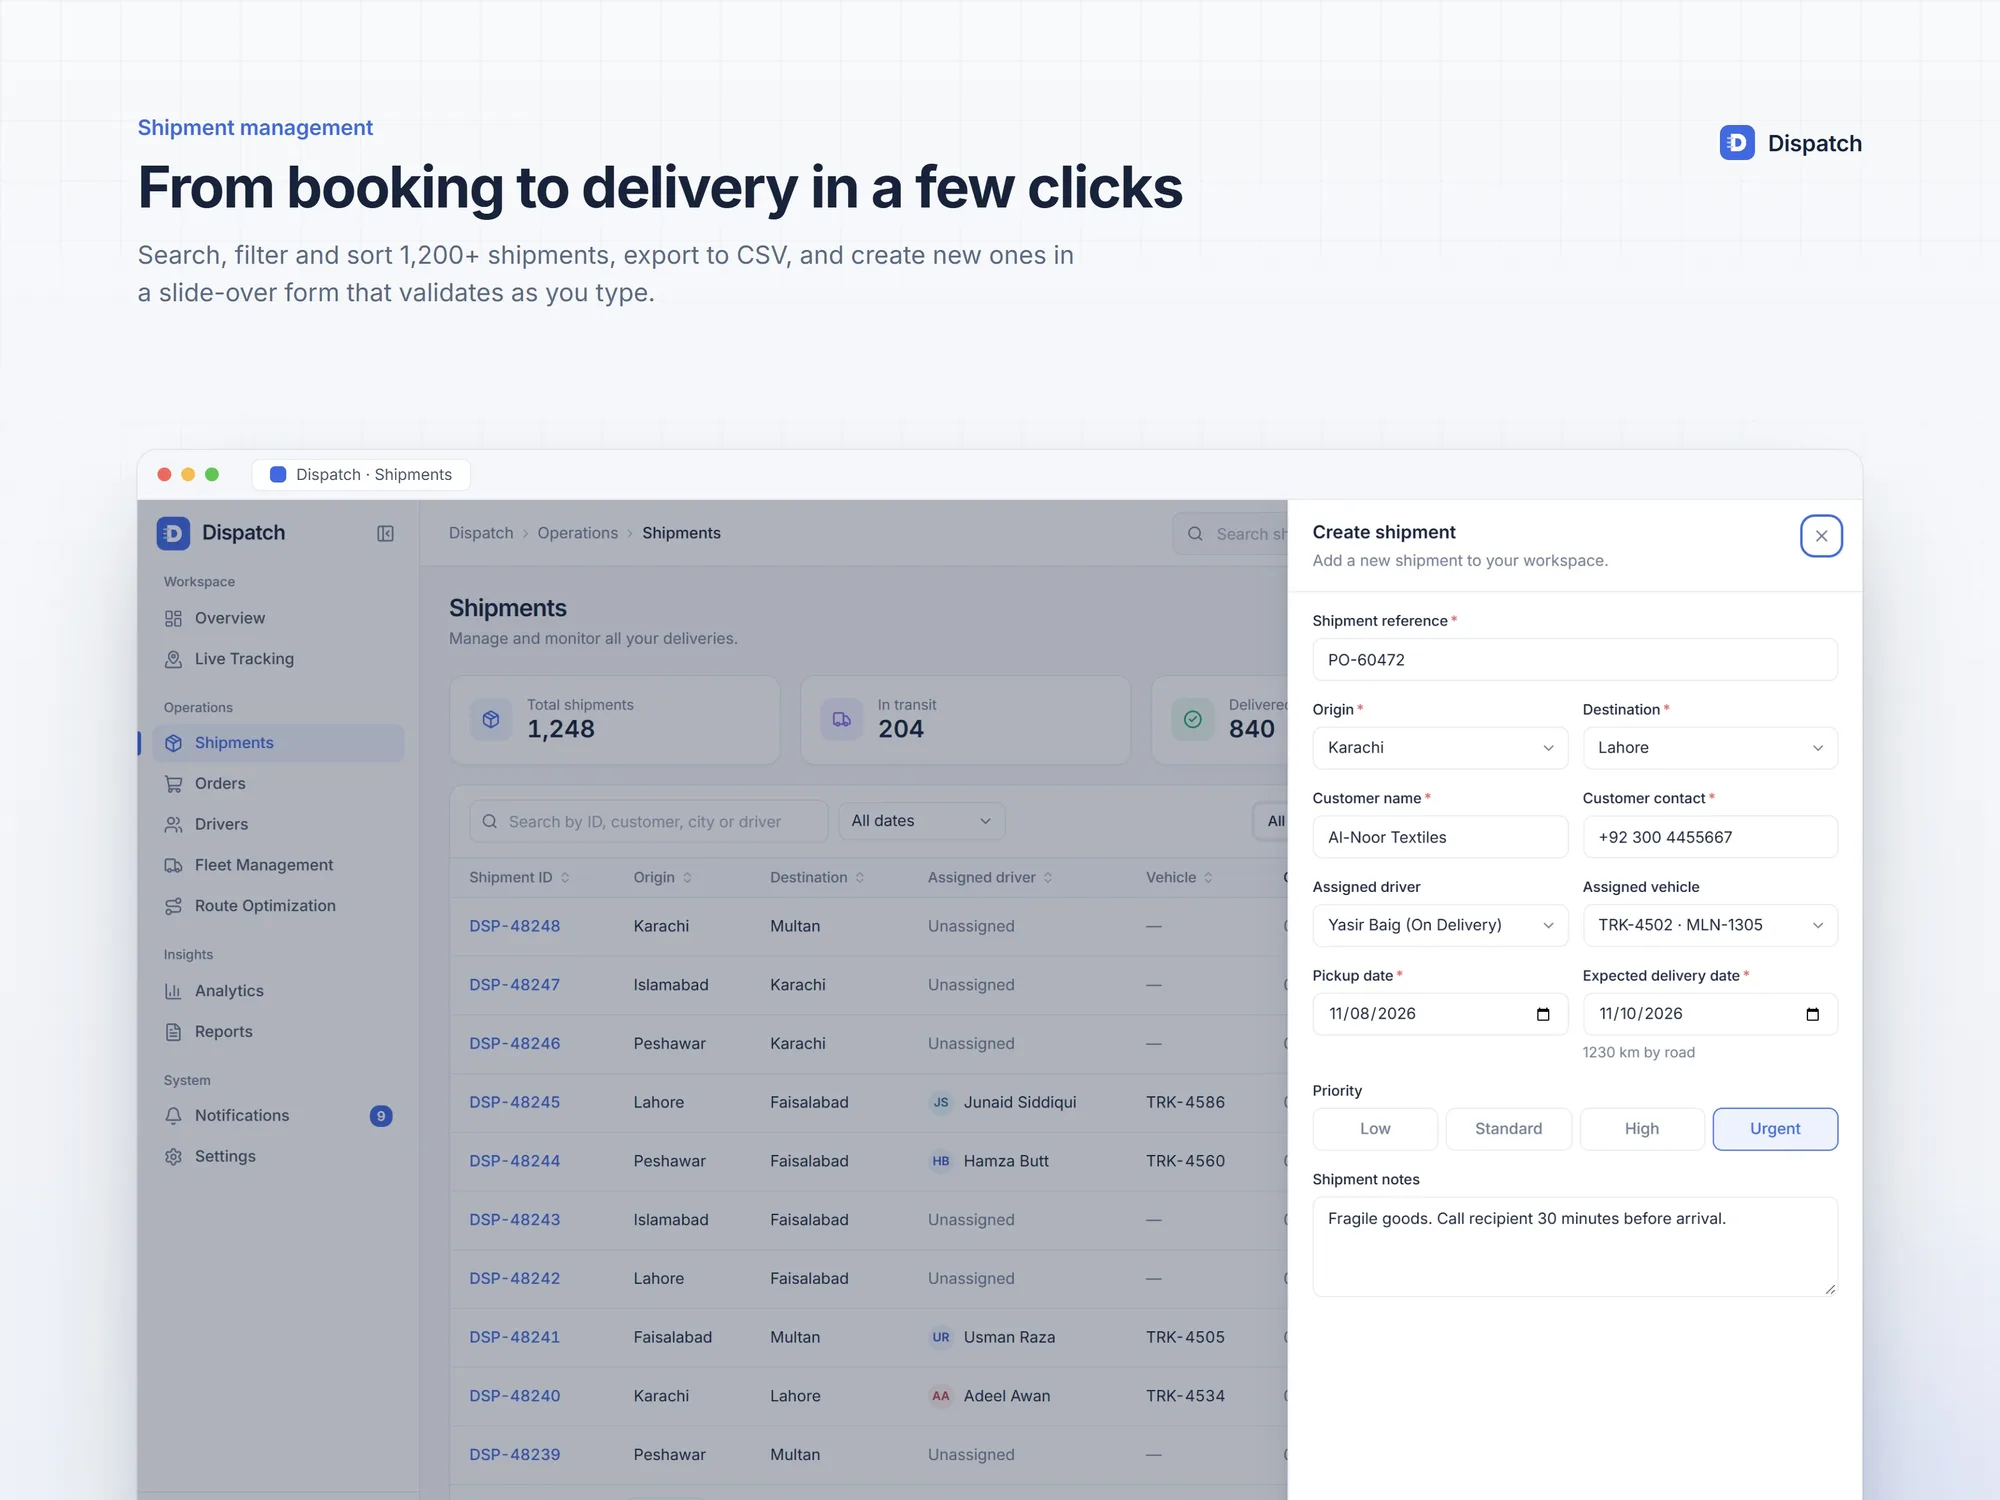 Shipment management
From booking to delivery in a few clicks
Search, filter and sort 1,200+ shipments, export to CSV, and create new ones in
a slide-over form that validates as you type.
Dispatch
Dispatch · Shipments
Dispatch
Workspace
Overview
Live Tracking
Operations
Shipments
Orders
Drivers
Fleet Management
Route Optimization
Insights
Analytics
Reports
System
Notifications 9
Settings
Dispatch › Operations › Shipments
Search sh
Shipments
Manage and monitor all your deliveries.
Total shipments
1,248
In transit
204
Delivered
840
Search by ID, customer, city or driver
All dates
All
Shipment ID Origin Destination Assigned driver Vehicle
DSP-48248 Karachi Multan Unassigned —
DSP-48247 Islamabad Karachi Unassigned —
DSP-48246 Peshawar Karachi Unassigned —
DSP-48245 Lahore Faisalabad JS Junaid Siddiqui TRK-4586
DSP-48244 Peshawar Faisalabad HB Hamza Butt TRK-4560
DSP-48243 Islamabad Faisalabad Unassigned —
DSP-48242 Lahore Faisalabad Unassigned —
DSP-48241 Faisalabad Multan UR Usman Raza TRK-4505
DSP-48240 Karachi Lahore AA Adeel Awan TRK-4534
DSP-48239 Peshawar Multan Unassigned —
Create shipment
Add a new shipment to your workspace.
Shipment reference *
PO-60472
Origin * Destination *
Karachi Lahore
Customer name * Customer contact *
Al-Noor Textiles +92 300 4455667
Assigned driver Assigned vehicle
Yasir Baig (On Delivery) TRK-4502 · MLN-1305
Pickup date * Expected delivery date *
11/08/2026 11/10/2026
1230 km by road
Priority
Low Standard High Urgent
Shipment notes
Fragile goods. Call recipient 30 minutes before arrival.